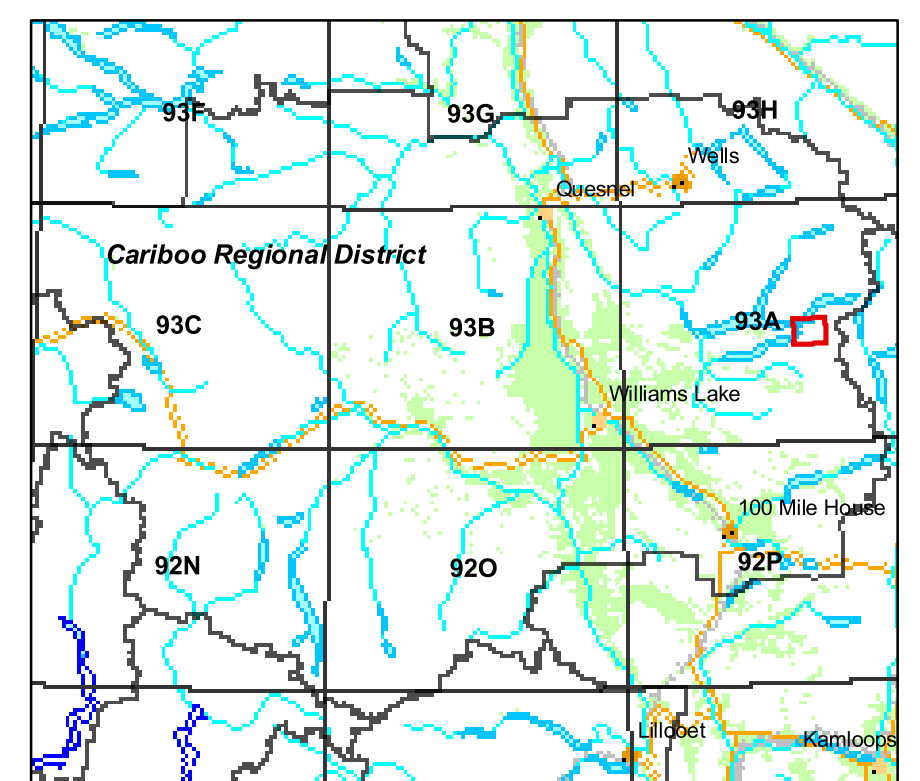 93F
93G
93H
Wells
Quesnel
Cariboo Regional District
93C
93B
93A
Williams Lake
100 Mile House
92N
92O
92P
Lillooet
Kamloops